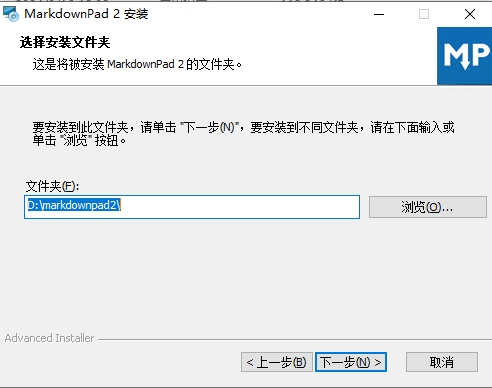 MarkdownPad 2 安装
选择安装文件夹
这是将被安装 MarkdownPad 2 的文件夹。
MP
要安装到此文件夹，请单击 "下一步(N)"，要安装到不同文件夹，请在下面输入或
单击 "浏览" 按钮。
文件夹(F):
D:\markdownpad2\
浏览(O)...
Advanced Installer
< 上一步(B)
下一步(N) >
取消